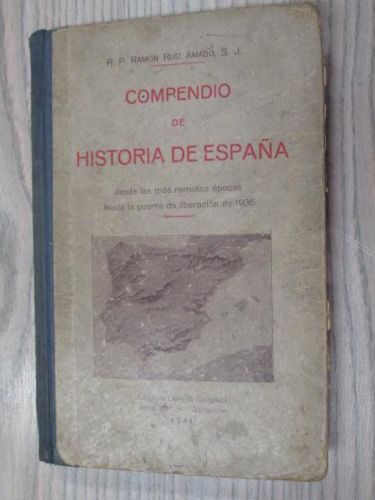 R. P. RAMÓN RUIZ AMADO, S. J.
COMPENDIO
DE
HISTORIA DE ESPAÑA
desde las más remotas épocas
hasta la guerra de liberación de 1936